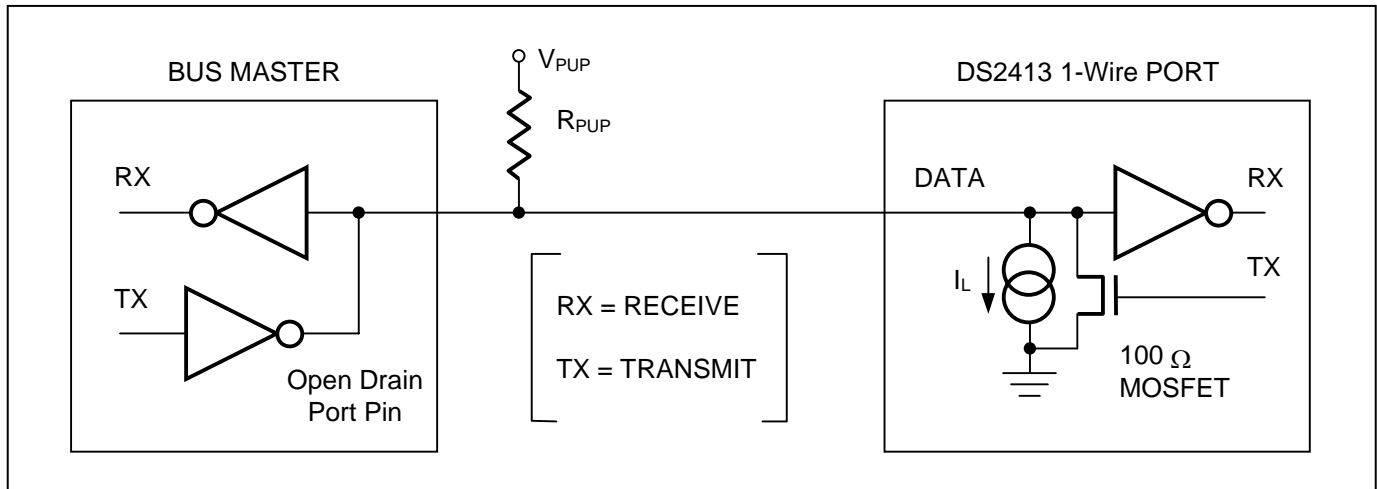 BUS MASTER
RX
TX
Open Drain
Port Pin
VPUP
RPUP
RX = RECEIVE
TX = TRANSMIT
DS2413 1-Wire PORT
DATA
RX
TX
IL
100 Ω
MOSFET